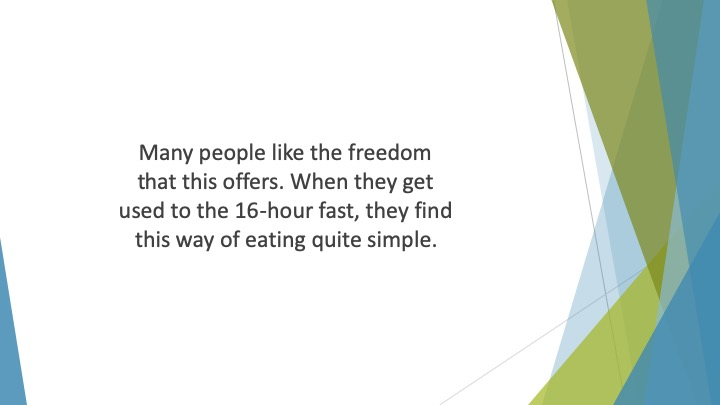 Many people like the freedom
that this offers. When they get
used to the 16-hour fast, they find
this way of eating quite simple.